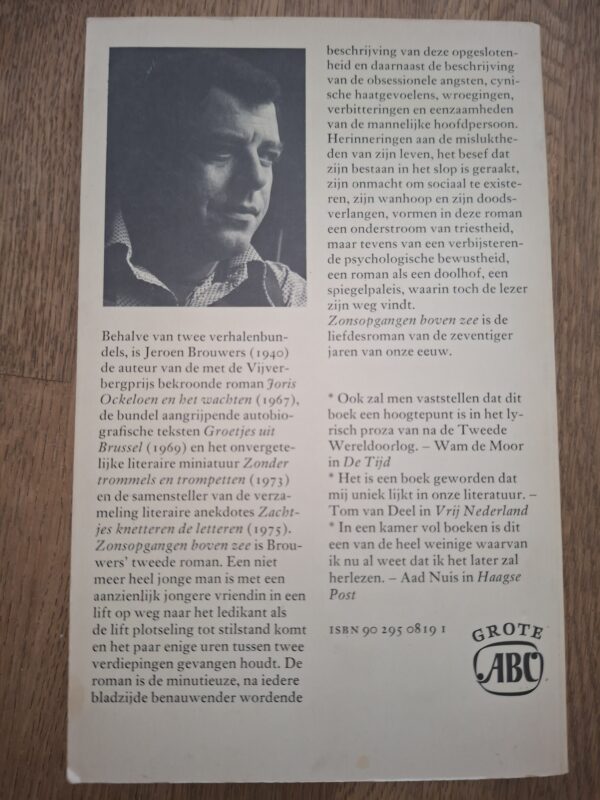 Behalve van twee verhalenbun-
dels, is Jeroen Brouwers (1940)
de auteur van de met de Vijver-
bergprijs bekroonde roman Joris
Ockeloen en het wachten (1967),
de bundel aangrijpende autobio-
grafische teksten Groetjes uit
Brussel (1969) en het onvergete-
lijke literaire miniatuur Zonder
trommels en trompetten (1973)
en de samensteller van de verza-
meling literaire anekdotes Zacht-
jes knetteren de letteren (1975).
Zonsopgangen boven zee is Brou-
wers' tweede roman. Een niet
meer heel jonge man is met een
aanzienlijk jongere vriendin in een
lift op weg naar het ledikant als
de lift plotseling tot stilstand komt
en het paar enige uren tussen twee
verdiepingen gevangen houdt. De
roman is de minutieuze, na iedere
bladzijde benauwender wordende
beschrijving van deze opgesloten-
heid en daarnaast de beschrijving
van de obsessionele angsten, cyni-
sche haatgevoelens, wroegingen,
verbitteringen en eenzaamheden
van de mannelijke hoofdpersoon.
Herinneringen aan de mislukthe-
den van zijn leven, het besef dat
zijn bestaan in het slop is geraakt,
zijn onmacht om sociaal te existe-
ren, zijn wanhoop en zijn doods-
verlangen, vormen in deze roman
een onderstroom van triestheid,
maar tevens van een verbijsteren-
de psychologische bewustheid,
een roman als een doolhof, een
spiegelpaleis, waarin toch de lezer
zijn weg vindt.
Zonsopgangen boven zee is de
liefdesroman van de zeventiger
jaren van onze eeuw.
* Ook zal men vaststellen dat dit
boek een hoogtepunt is in het ly-
risch proza van na de Tweede
Wereldoorlog. – Wam de Moor
in De Tijd
* Het is een boek geworden dat
mij uniek lijkt in onze literatuur. –
Tom van Deel in Vrij Nederland
* In een kamer vol boeken is dit
een van de heel weinige waarvan
ik nu al weet dat ik het later zal
herlezen. – Aad Nuis in Haagse
Post
ISBN 90 295 0819 1
GROTE
ABC